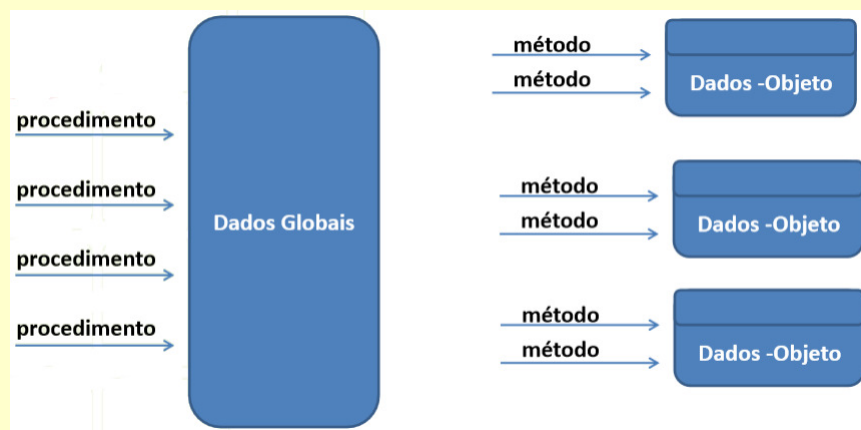 procedimento
procedimento
procedimento
procedimento
Dados Globais
método
método
Dados -Objeto
método
método
Dados -Objeto
método
método
Dados -Objeto